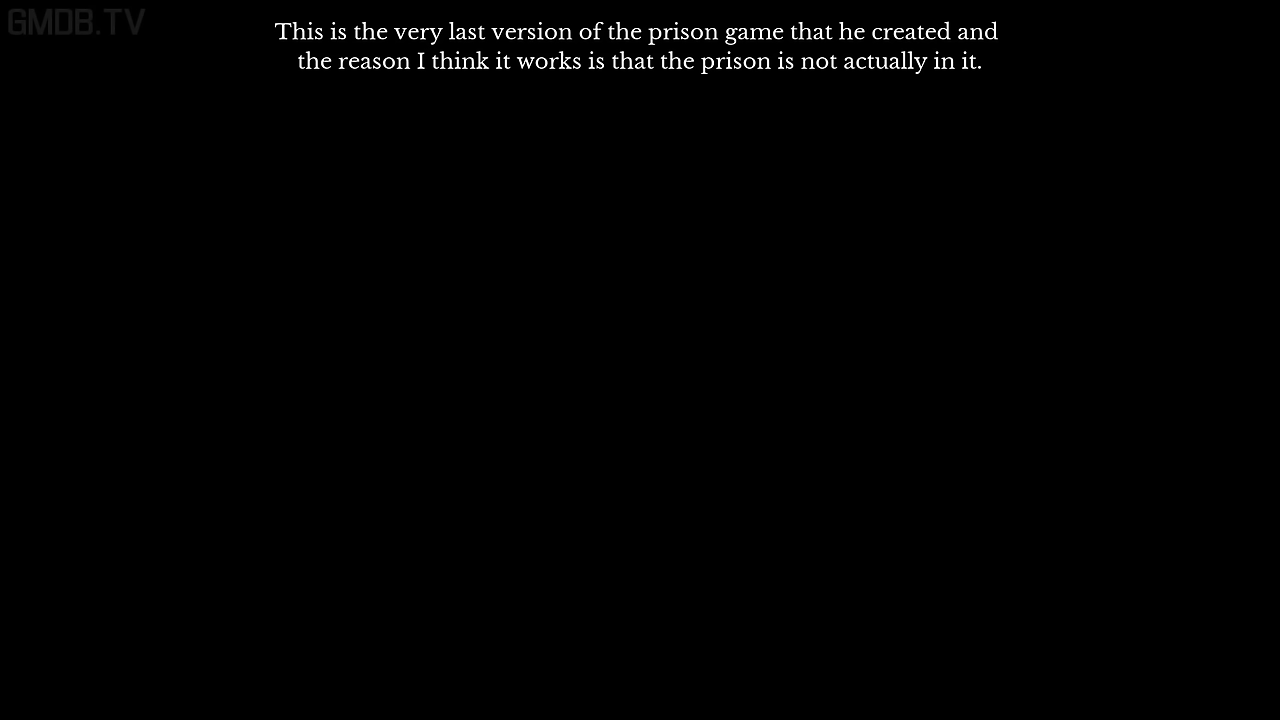 GMDB.TV
This is the very last version of the prison game that he created and
the reason I think it works is that the prison is not actually in it.